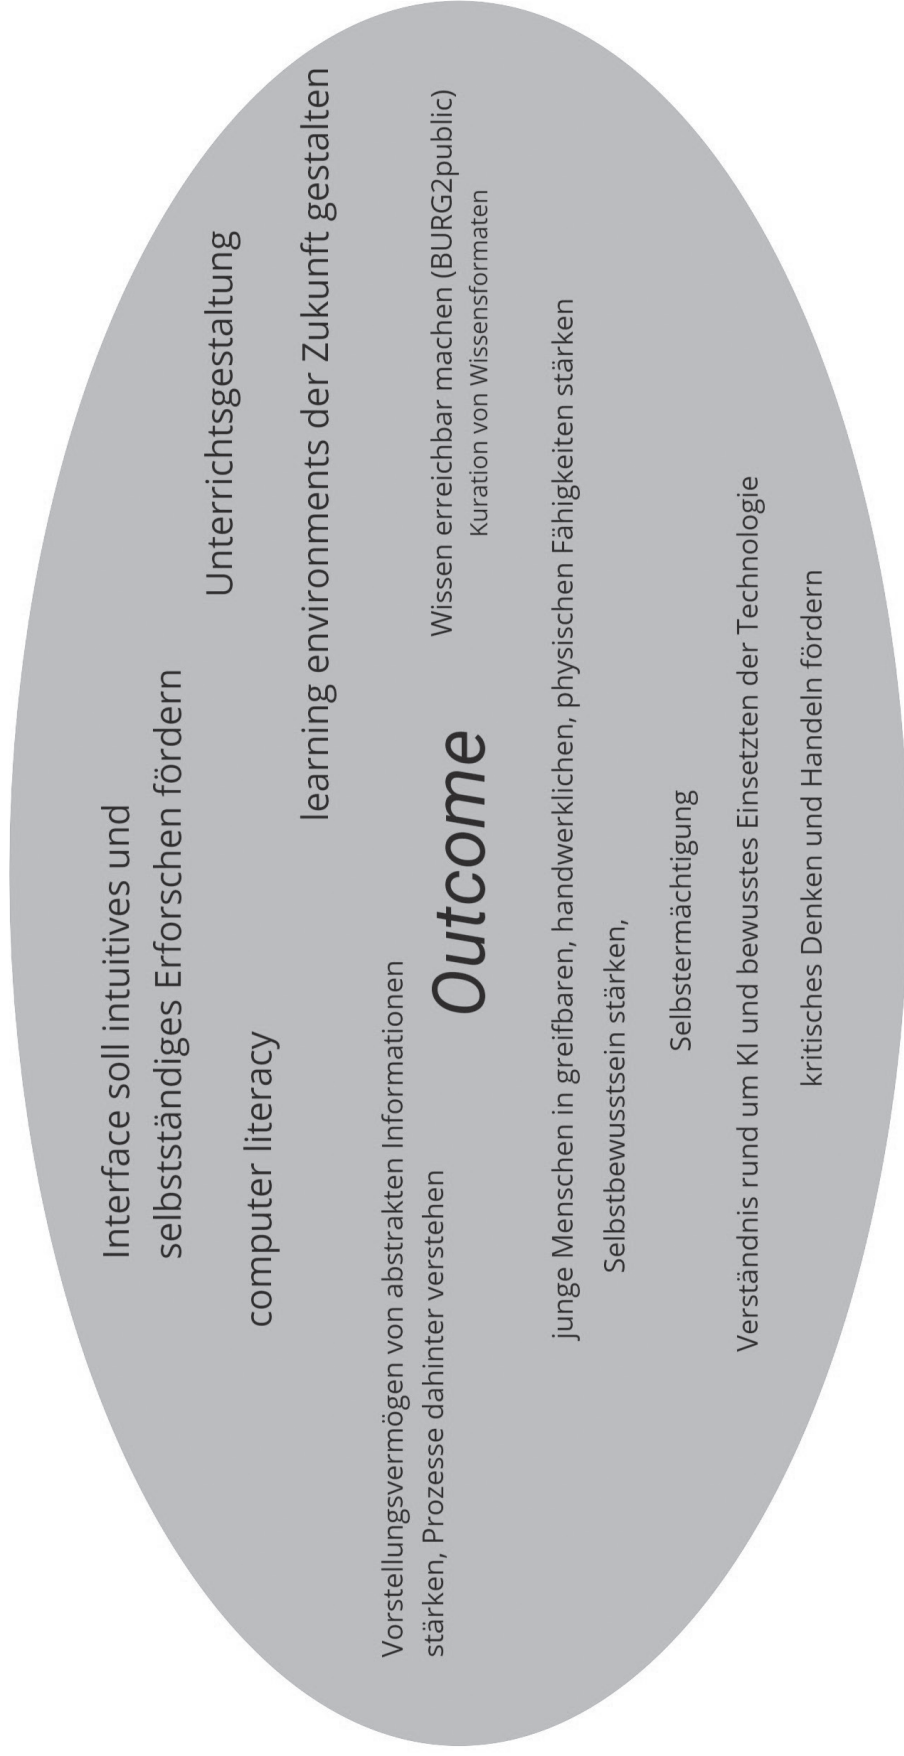 Interface soll intuitives und
selbstständiges Erforschen fördern
Unterrichtsgestaltung
computer literacy
learning environments der Zukunft gestalten
Vorstellungsvermögen von abstrakten Informationen
stärken, Prozesse dahinter verstehen
Outcome
Wissen erreichbar machen (BURG2public)
Kuration von Wissensformaten
junge Menschen in greifbaren, handwerklichen, physischen Fähigkeiten stärken
Selbstbewusstsein stärken,
Selbstermächtigung
Verständnis rund um KI und bewusstes Einsetzten der Technologie
kritisches Denken und Handeln fördern